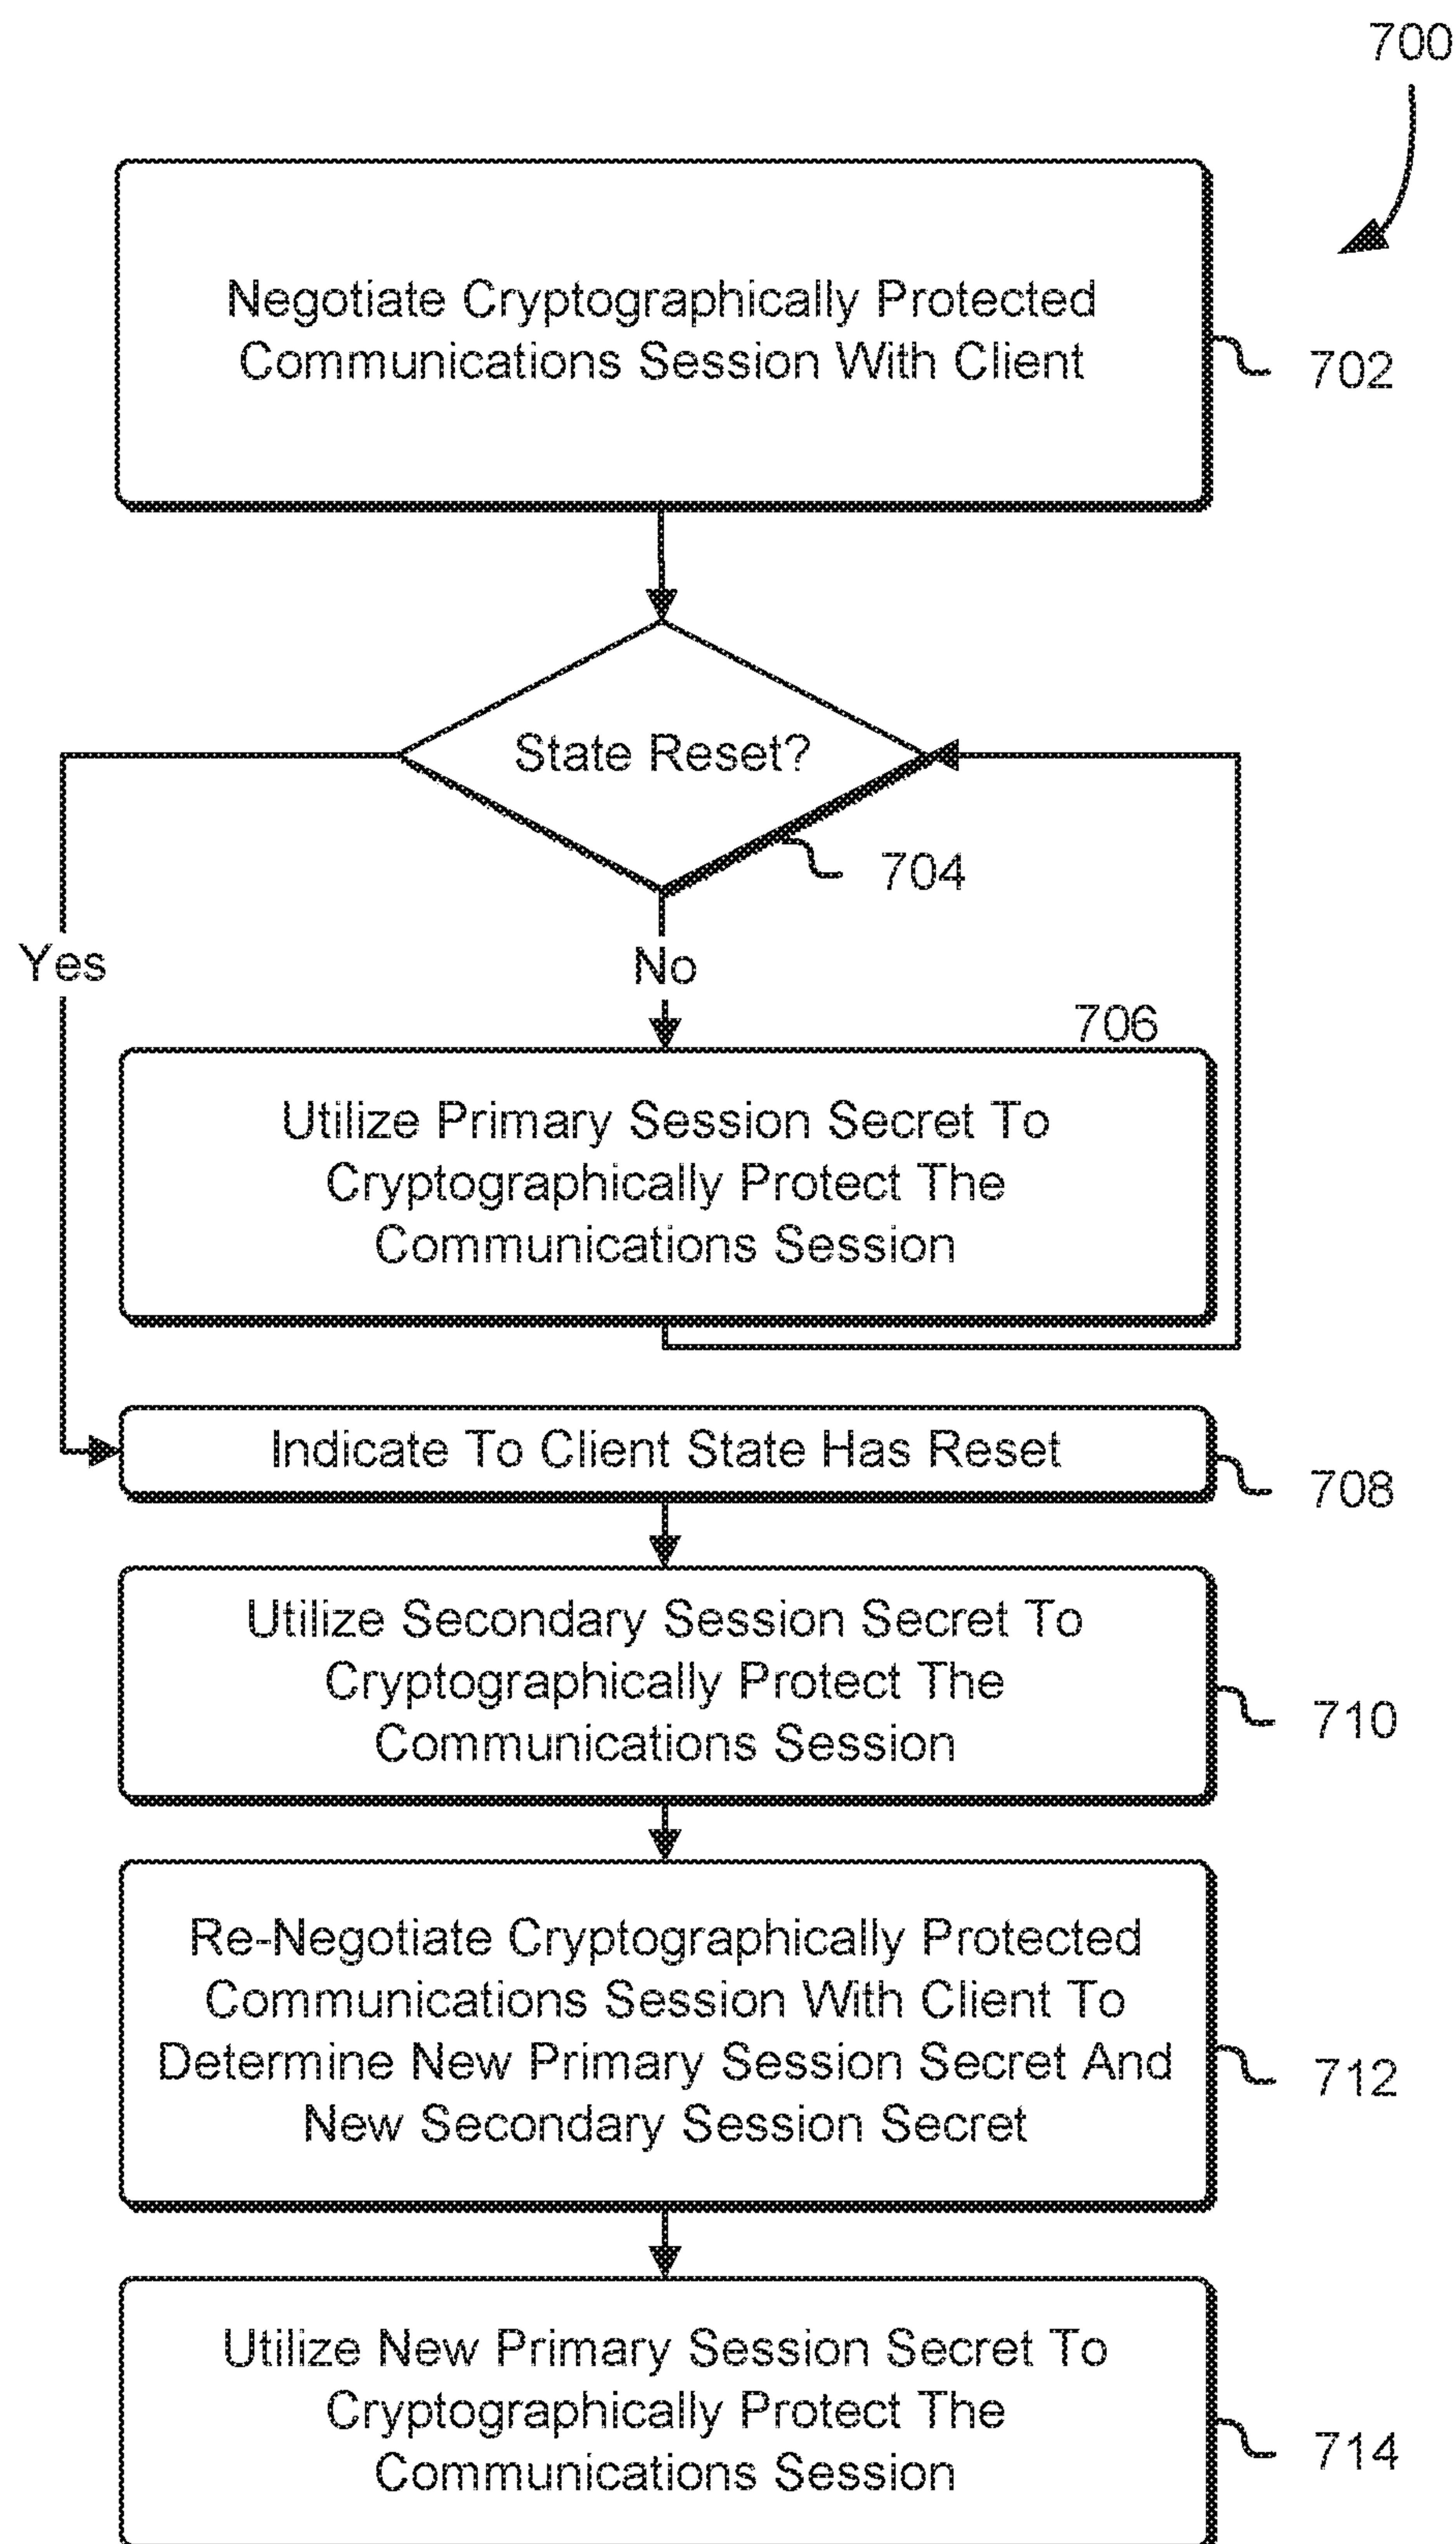 700
Negotiate Cryptographically Protected
Communications Session With Client
702
State Reset?
704
Yes
No
706
Utilize Primary Session Secret To
Cryptographically Protect The
Communications Session
Indicate To Client State Has Reset
708
Utilize Secondary Session Secret To
Cryptographically Protect The
Communications Session
710
Re-Negotiate Cryptographically Protected
Communications Session With Client To
Determine New Primary Session Secret And
New Secondary Session Secret
712
Utilize New Primary Session Secret To
Cryptographically Protect The
Communications Session
714